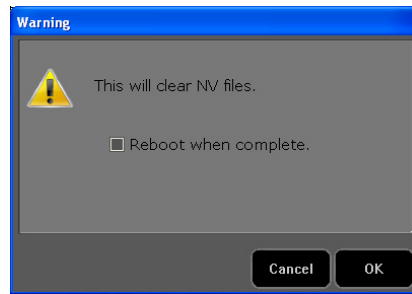 Warning
This will clear NV files.
Reboot when complete.
Cancel OK